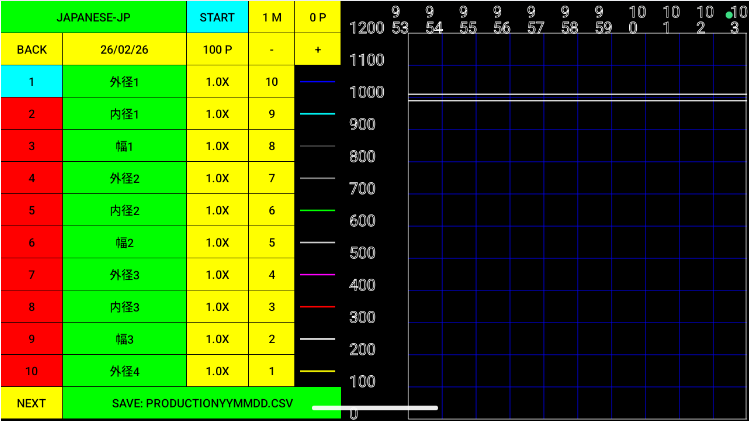 JAPANESE-JP START 1 M 0 P
BACK 26/02/26 100 P - +
1 外径1 1.0X 10
2 内径1 1.0X 9
3 幅1 1.0X 8
4 外径2 1.0X 7
5 内径2 1.0X 6
6 幅2 1.0X 5
7 外径3 1.0X 4
8 内径3 1.0X 3
9 幅3 1.0X 2
10 外径4 1.0X 1
NEXT SAVE: PRODUCTIONYYMMDD.CSV
9 9 9 9 9 9 9 10 10 10 10
53 54 55 56 57 58 59 0 1 2 3
1200
1100
1000
900
800
700
600
500
400
300
200
100
0